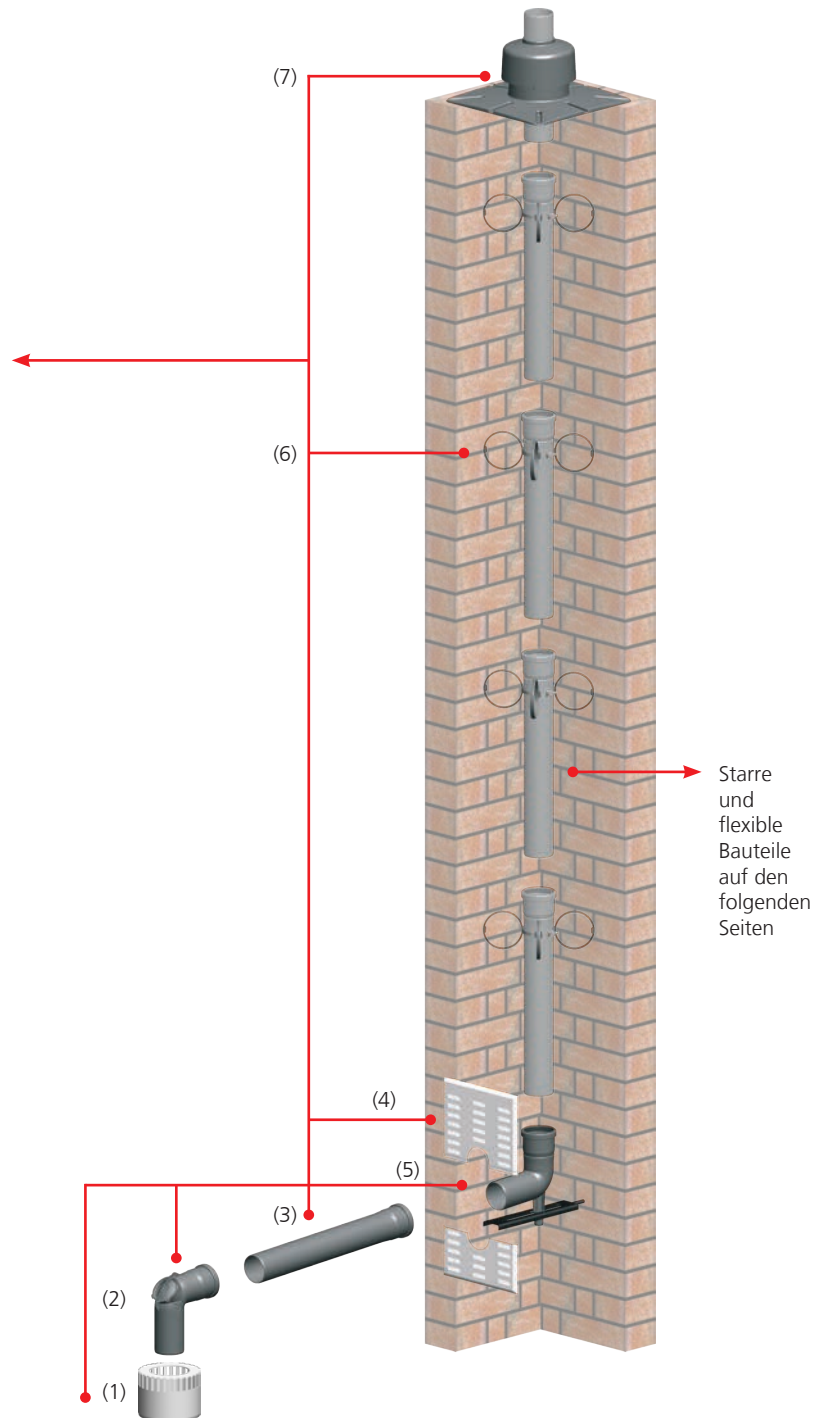 (7)
(6)
Starre
und
flexible
Bauteile
auf den
folgenden
Seiten
(4)
(5)
(3)
(2)
(1)